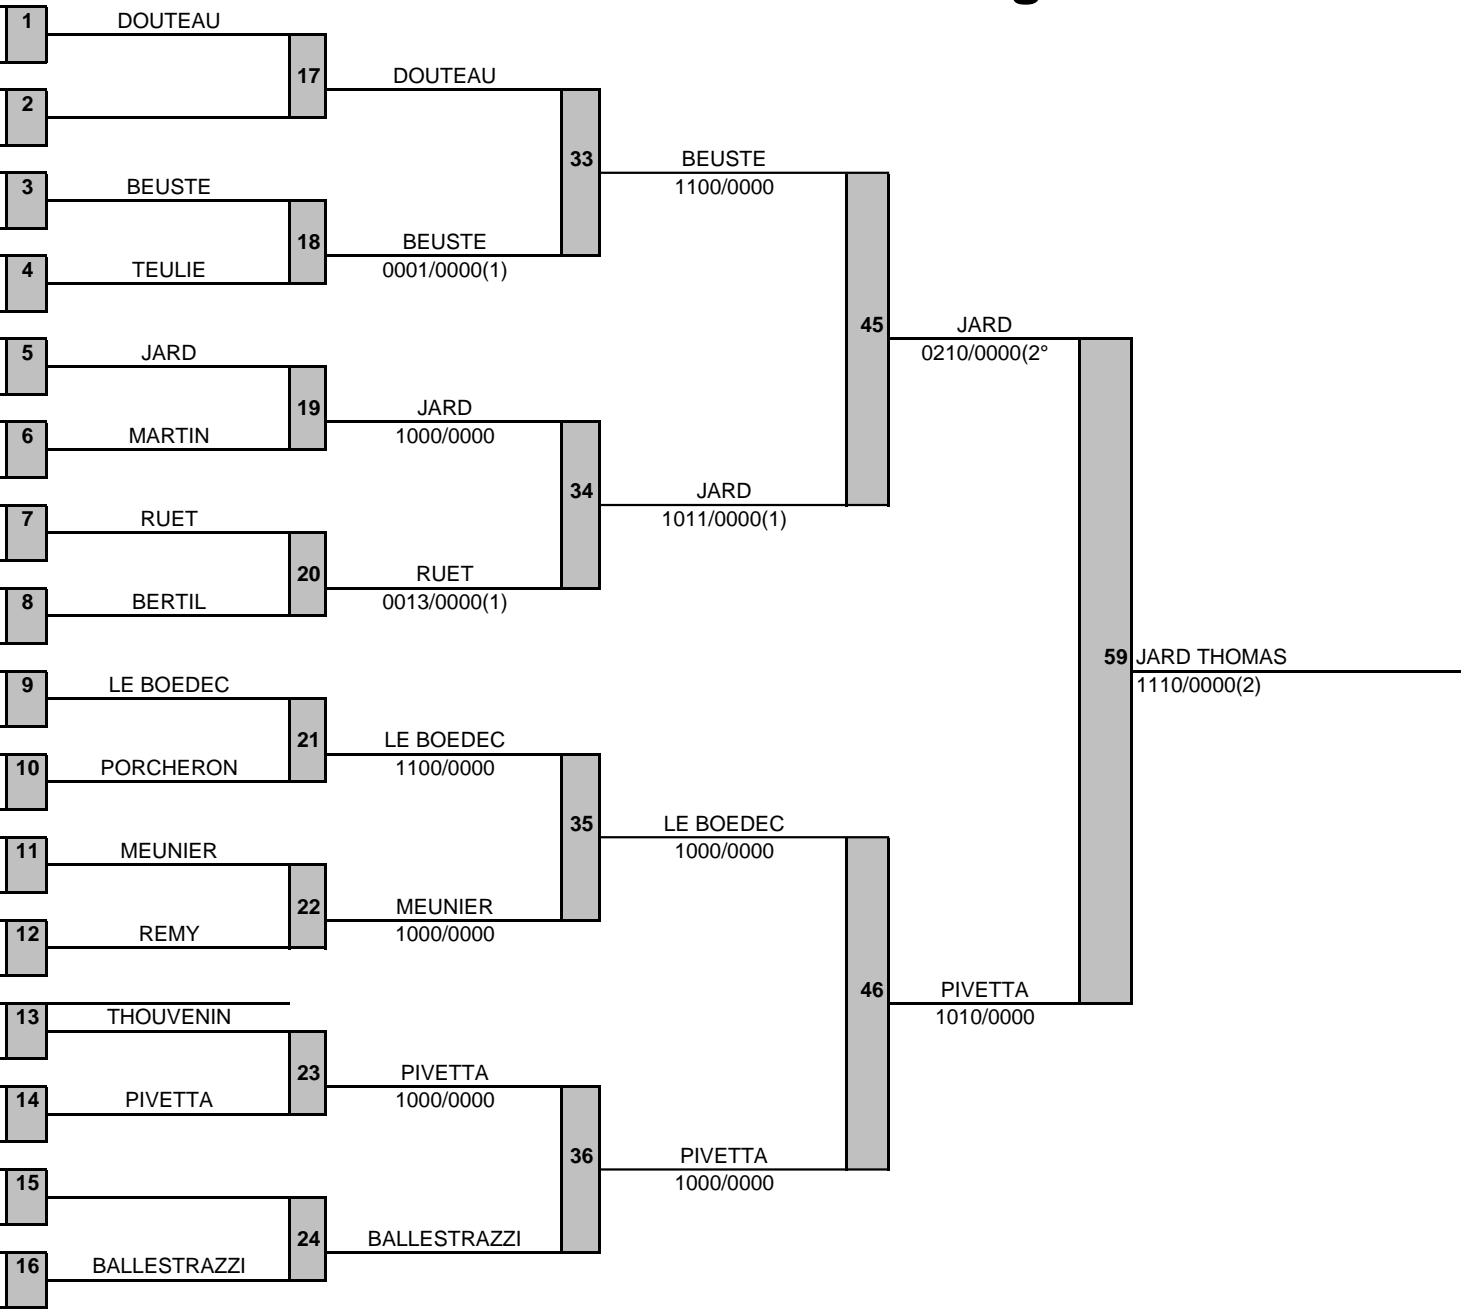 1 DOUTEAU
17 DOUTEAU
2
33 BEUSTE
1100/0000
3 BEUSTE
18 BEUSTE
0001/0000(1)
4 TEULIE
45 JARD
0210/0000(2°
5 JARD
19 JARD
1000/0000
6 MARTIN
34 JARD
1011/0000(1)
7 RUET
20 RUET
0013/0000(1)
8 BERTIL
59 JARD THOMAS
1110/0000(2)
9 LE BOEDEC
21 LE BOEDEC
1100/0000
10 PORCHERON
35 LE BOEDEC
1000/0000
11 MEUNIER
22 MEUNIER
1000/0000
12 REMY
46 PIVETTA
1010/0000
13 THOUVENIN
23 PIVETTA
1000/0000
14 PIVETTA
36 PIVETTA
1000/0000
15
24 BALLESTRAZZI
16 BALLESTRAZZI